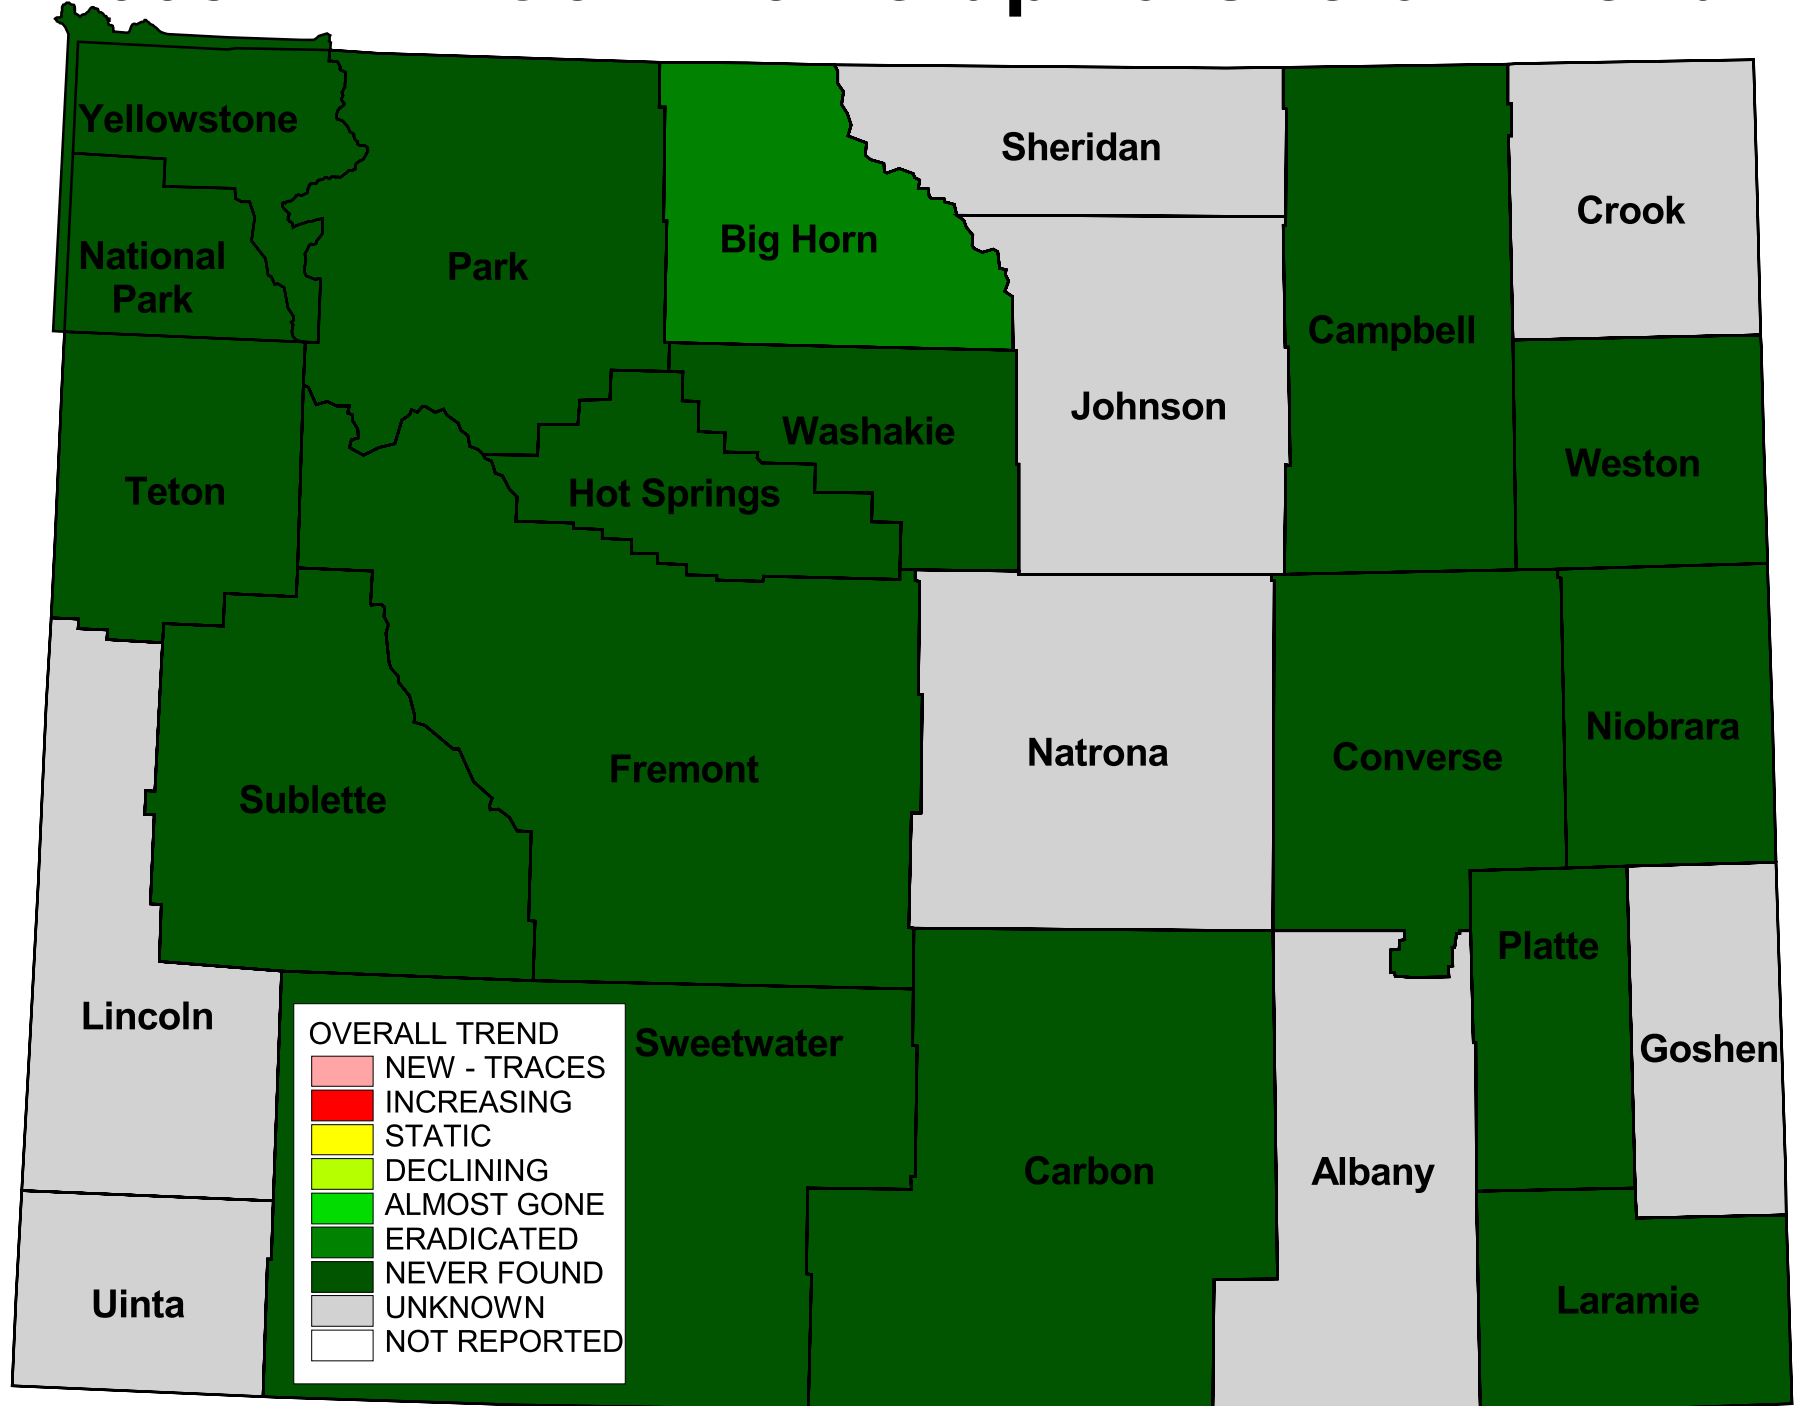 Yellowstone
National
Park
Park
Big Horn
Sheridan
Crook
Campbell
Johnson
Washakie
Hot Springs
Weston
Teton
Sublette
Fremont
Natrona
Converse
Niobrara
Platte
Goshen
Lincoln
Sweetwater
Carbon
Albany
Uinta
Laramie
OVERALL TREND
NEW - TRACES
INCREASING
STATIC
DECLINING
ALMOST GONE
ERADICATED
NEVER FOUND
UNKNOWN
NOT REPORTED